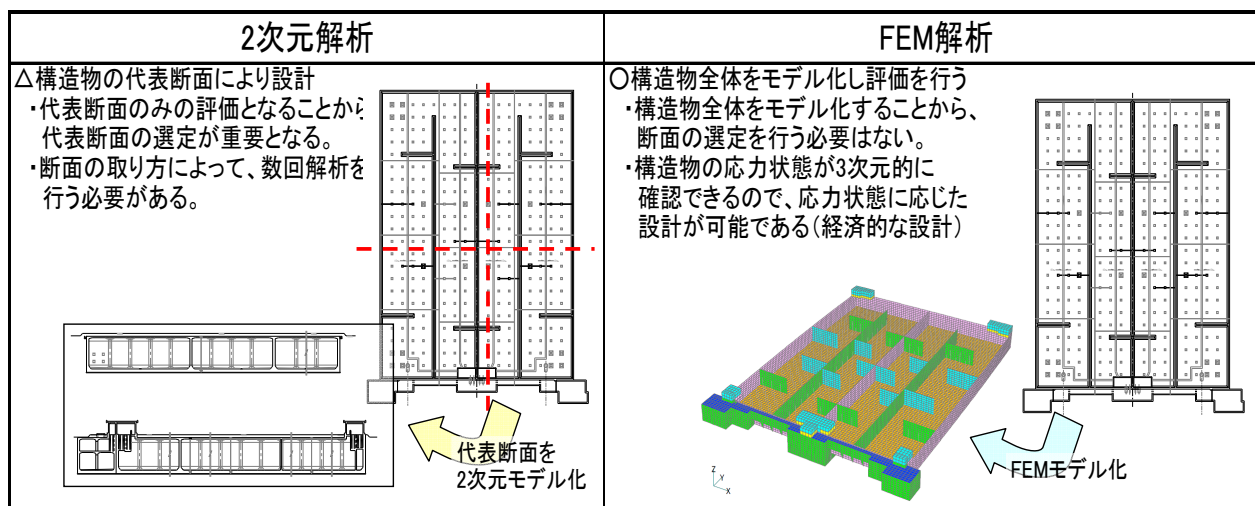 2次元解析
△構造物の代表断面により設計
・代表断面のみの評価となることから
代表断面の選定が重要となる。
・断面の取り方によって、数回解析を
行う必要がある。
代表断面を
2次元モデル化
FEM解析
○構造物全体をモデル化し評価を行う
・構造物全体をモデル化することから、
断面の選定を行う必要はない。
・構造物の応力状態が3次元的に
確認できるので、応力状態に応じた
設計が可能である(経済的な設計)
Z
Y
X
FEMモデル化